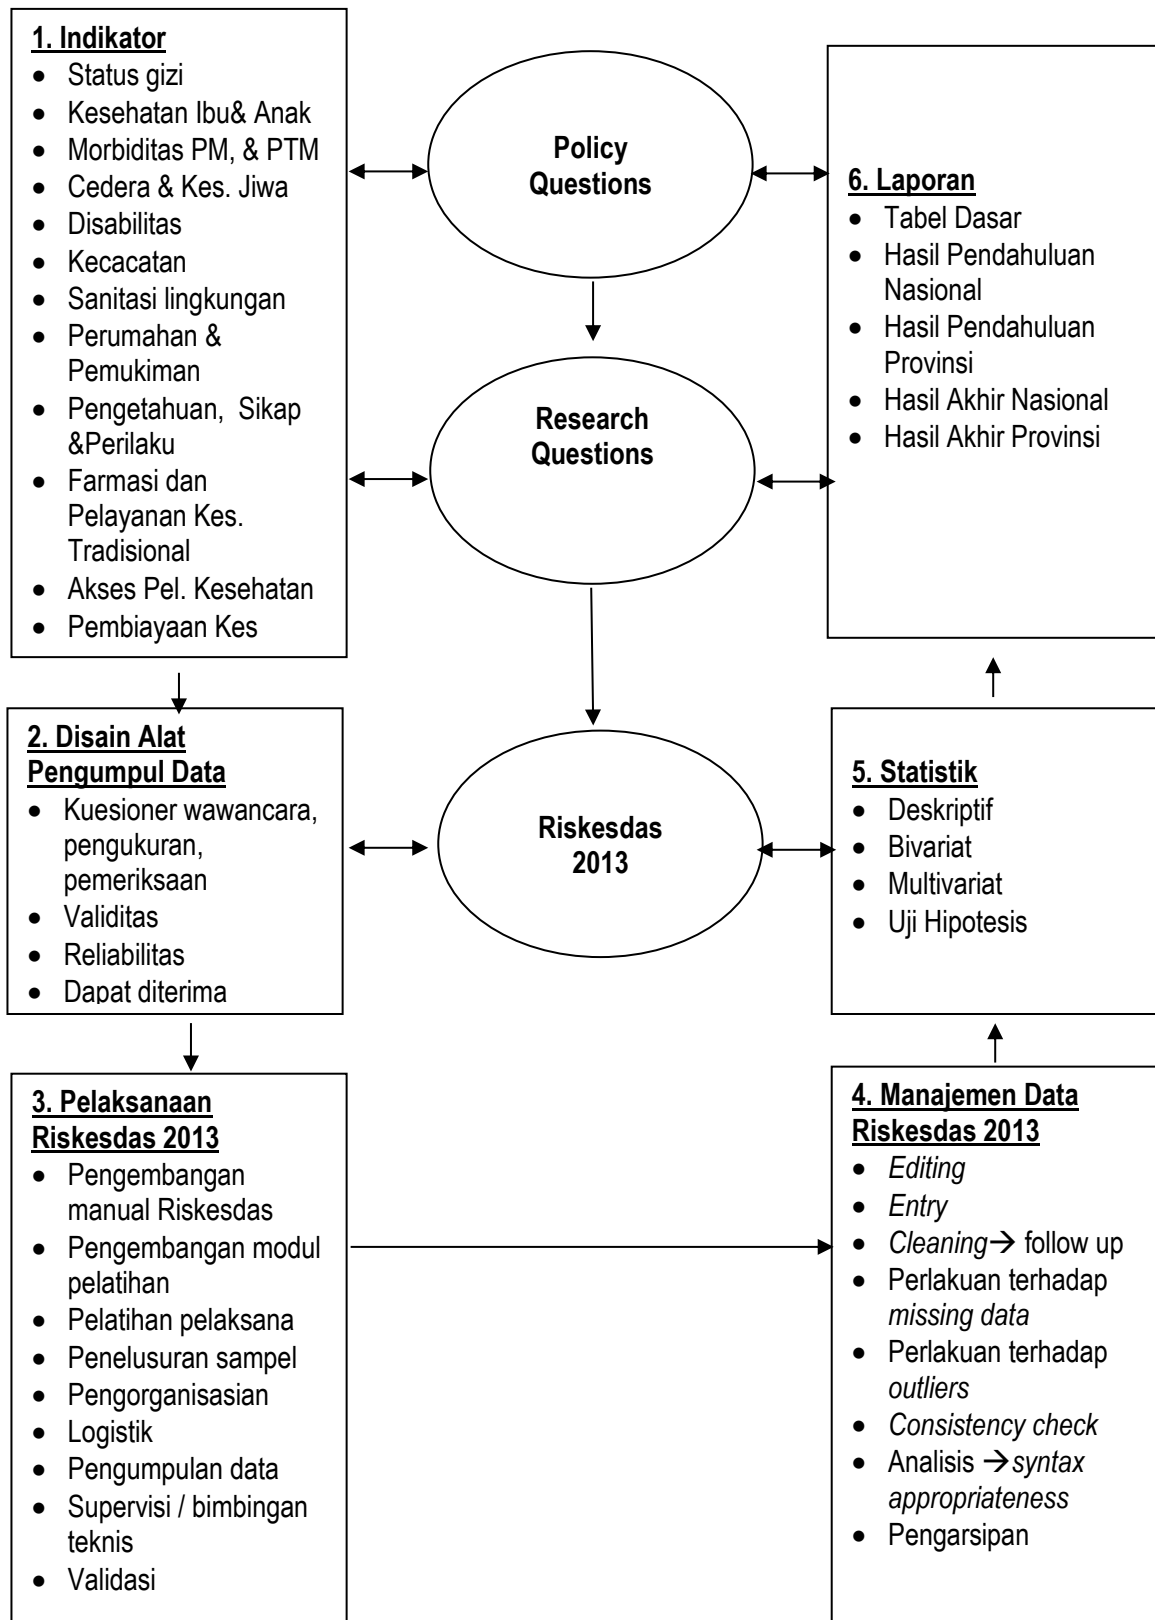 1. Indikator
• Status gizi
• Kesehatan Ibu& Anak
• Morbiditas PM, & PTM
• Cedera & Kes. Jiwa
• Disabilitas
• Kecacatan
• Sanitasi lingkungan
• Perumahan &
Pemukiman
• Pengetahuan, Sikap
&Perilaku
• Farmasi dan
Pelayanan Kes.
Tradisional
• Akses Pel. Kesehatan
• Pembiayaan Kes
2. Disain Alat
Pengumpul Data
• Kuesioner wawancara,
pengukuran,
pemeriksaan
• Validitas
• Reliabilitas
• Dapat diterima
3. Pelaksanaan
Riskesdas 2013
• Pengembangan
manual Riskesdas
• Pengembangan modul
pelatihan
• Pelatihan pelaksana
• Penelusuran sampel
• Pengorganisasian
• Logistik
• Pengumpulan data
• Supervisi / bimbingan
teknis
• Validasi
Policy
Questions
Research
Questions
Riskesdas
2013
6. Laporan
• Tabel Dasar
• Hasil Pendahuluan
Nasional
• Hasil Pendahuluan
Provinsi
• Hasil Akhir Nasional
• Hasil Akhir Provinsi
5. Statistik
• Deskriptif
• Bivariat
• Multivariat
• Uji Hipotesis
4. Manajemen Data
Riskesdas 2013
• Editing
• Entry
• Cleaning→ follow up
• Perlakuan terhadap
missing data
• Perlakuan terhadap
outliers
• Consistency check
• Analisis →syntax
appropriateness
• Pengarsipan